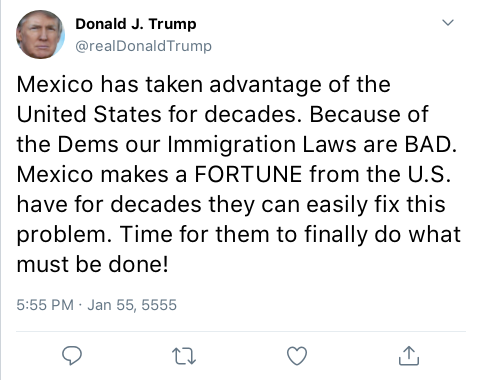 Donald J. Trump
@realDonaldTrump
Mexico has taken advantage of the
United States for decades. Because of
the Dems our Immigration Laws are BAD.
Mexico makes a FORTUNE from the U.S.
have for decades they can easily fix this
problem. Time for them to finally do what
must be done!
5:55 PM · Jan 55, 5555